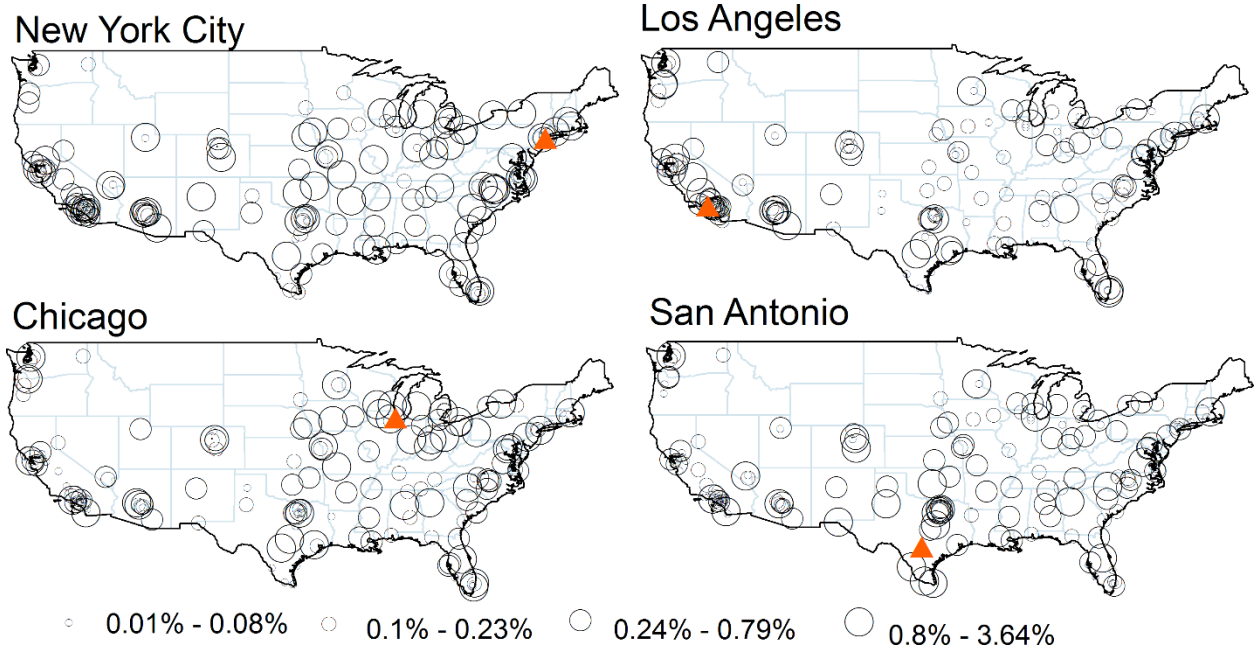 New York City
Los Angeles
Chicago
San Antonio
0.01% - 0.08%
0.1% - 0.23%
0.24% - 0.79%
0.8% - 3.64%